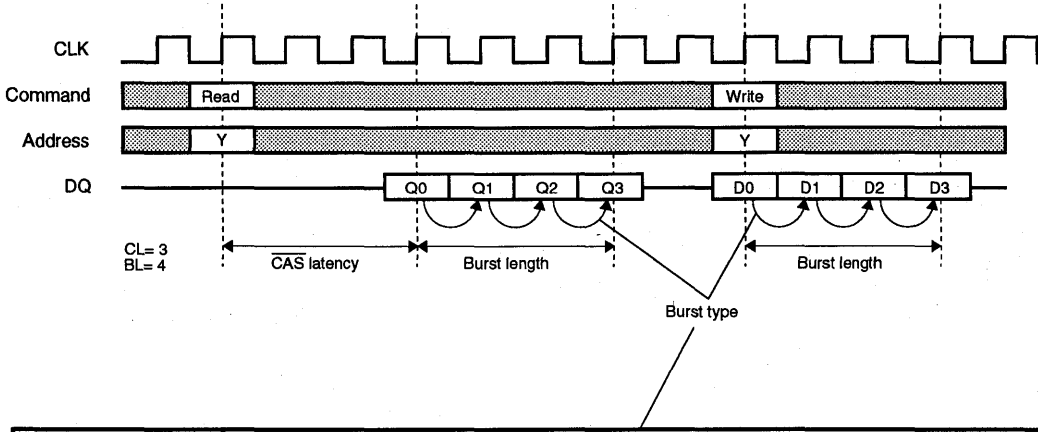 CLK
Command Read Write
Address Y Y
DQ Q0 Q1 Q2 Q3 D0 D1 D2 D3
CL= 3
BL= 4
CAS latency Burst length Burst length
Burst type